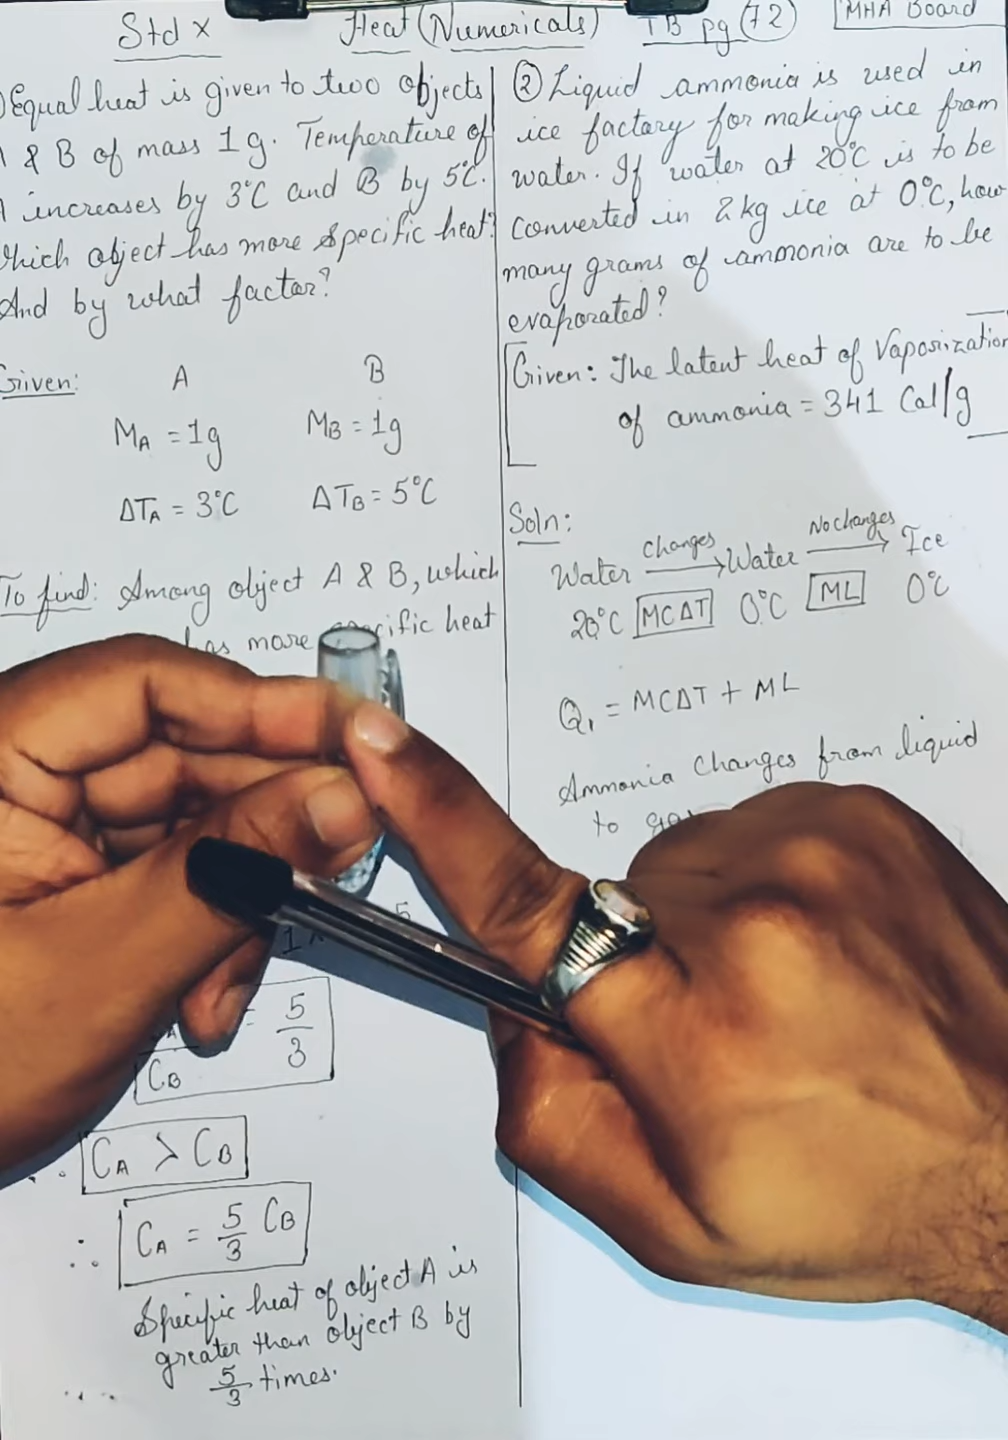 Std X
Heat (Numericals)
TB pg (72)
MHA Board
Equal heat is given to two objects
& B of mass 1g. Temperature of
increases by 3°C and B by 5°C.
which object has more specific heat?
And by what factor?
Given: A B
MA = 1g MB = 1g
ΔTA = 3°C ΔTB = 5°C
To find: Among object A & B, which
has more specific heat
5
1 ×
CB = 5/3
∴ CA > CB
∴ CA = 5/3 CB
Specific heat of object A is
greater than object B by
5/3 times.
② Liquid ammonia is used in
ice factory for making ice from
water. If water at 20°C is to be
converted in 2 kg ice at 0°C, how
many grams of ammonia are to be
evaporated?
Given: The latent heat of Vaporization
of ammonia = 341 Cal/g
Soln:
Water Changes → Water No changes → Ice
20°C MCΔT 0°C ML 0°C
Q1 = MCΔT + ML
Ammonia Changes from liquid
to